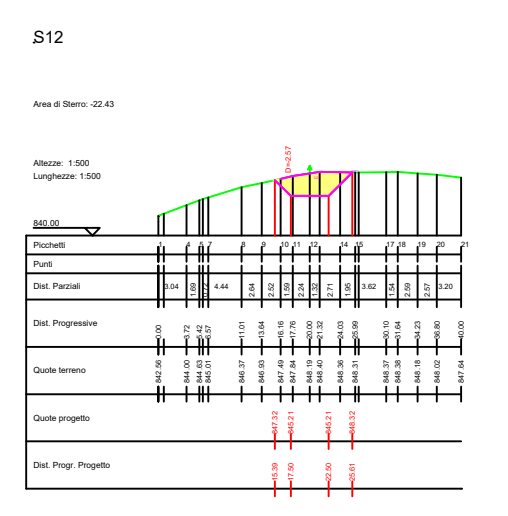 S12
Area di Sterro: -22.43
D=-2.57
Altezze: 1:500
Lunghezze: 1:500
840.00
Picchetti 1 4 5 7 8 9 10 11 12 14 15 17 18 19 20 21
Punti
Dist. Parziali 3.04 1.69 0.72 4.44 2.64 2.52 1.59 2.24 1.32 2.71 1.95 3.62 1.54 2.59 2.57 3.20
Dist. Progressive 0.00 3.72 5.42 6.57 11.01 13.64 16.16 17.76 20.00 21.32 24.03 25.99 30.10 31.64 34.23 36.80 40.00
Quote terreno 842.56 844.00 844.63 845.01 846.37 846.93 847.49 847.84 848.19 848.40 848.36 848.31 848.37 848.38 848.18 848.02 847.64
Quote progetto 847.32 845.21 845.21 848.32
Dist. Progr. Progetto 15.39 17.50 22.50 25.61